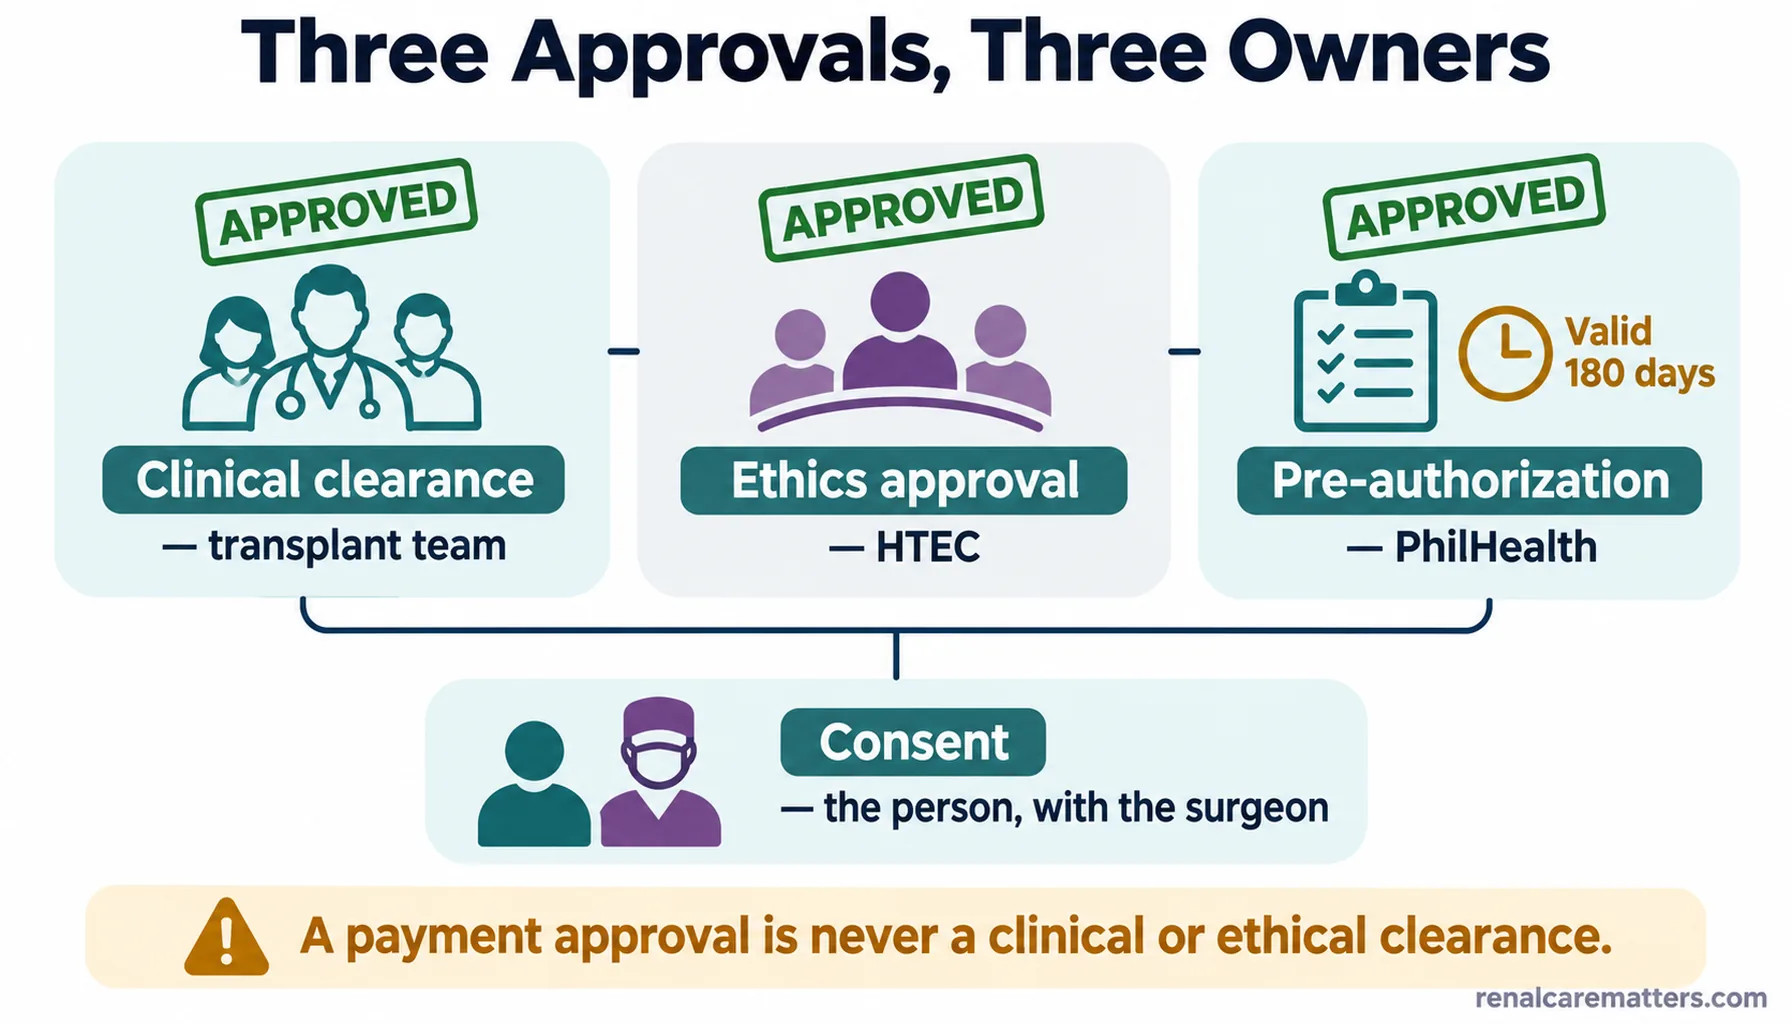 Three Approvals, Three Owners
APPROVED
Clinical clearance
— transplant team
APPROVED
Ethics approval
— HTEC
APPROVED
Valid
180 days
Pre-authorization
— PhilHealth
Consent
— the person, with the surgeon
A payment approval is never a clinical or ethical clearance.
renalcarematters.com